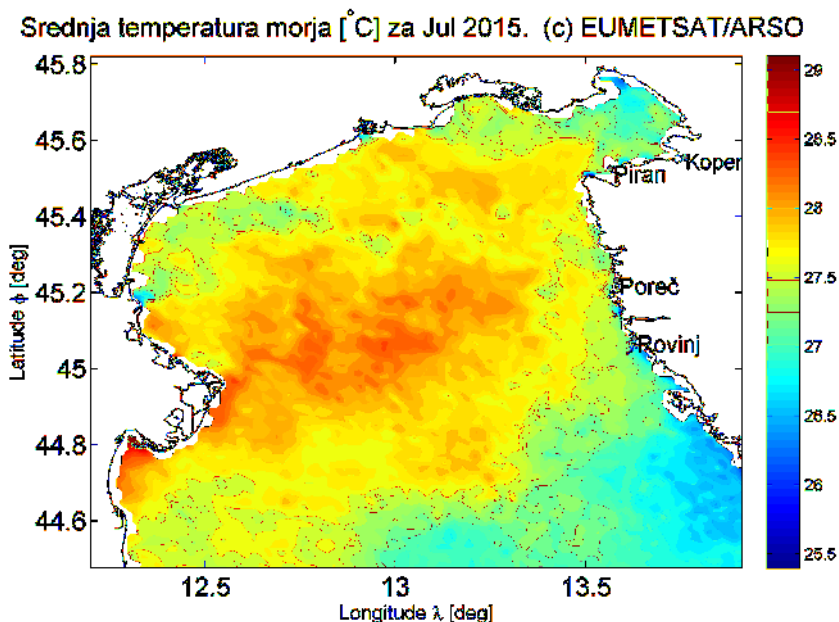 Srednja temperatura morja [°C] za Jul 2015. (c) EUMETSAT/ARSO
45.8
45.6
45.4
45.2
45
44.8
44.6
Latitude ϕ [deg]
Koper
Piran
Poreč
Rovinj
12.5
13
13.5
Longitude λ [deg]
29
28.5
28
27.5
27
26.5
26
25.5